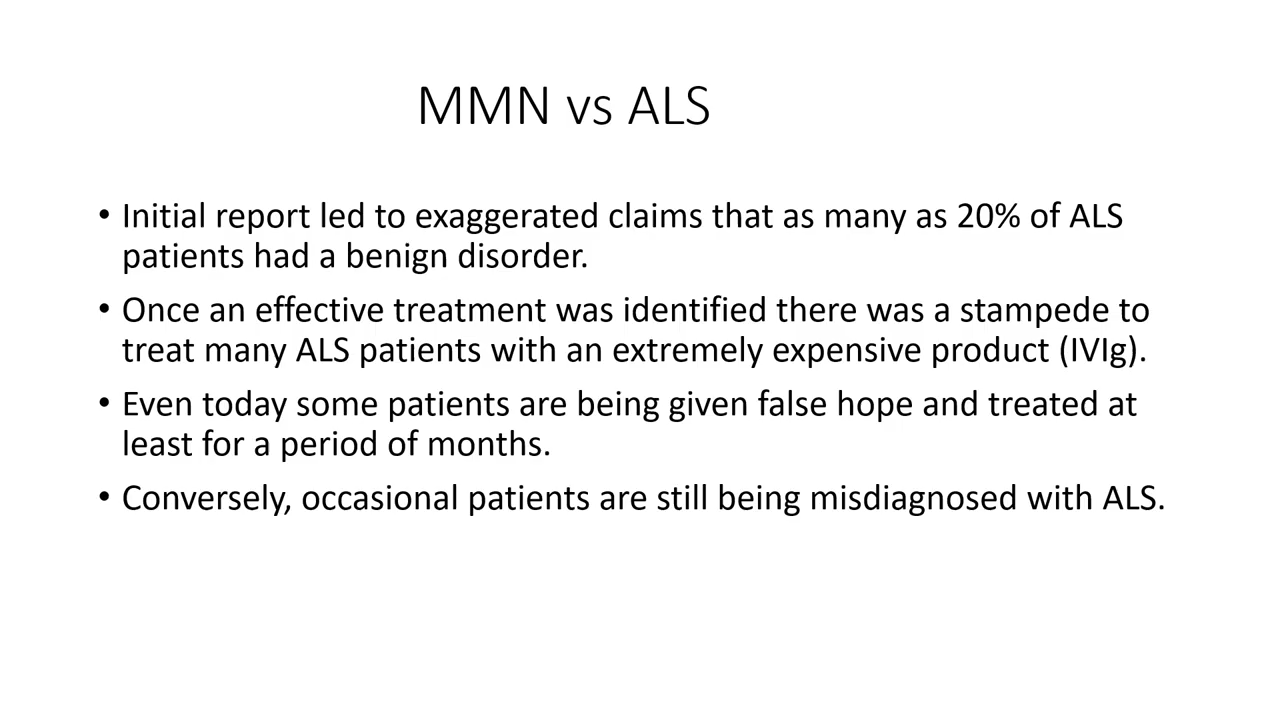 MMN vs ALS
• Initial report led to exaggerated claims that as many as 20% of ALS
patients had a benign disorder.
• Once an effective treatment was identified there was a stampede to
treat many ALS patients with an extremely expensive product (IVIg).
• Even today some patients are being given false hope and treated at
least for a period of months.
• Conversely, occasional patients are still being misdiagnosed with ALS.